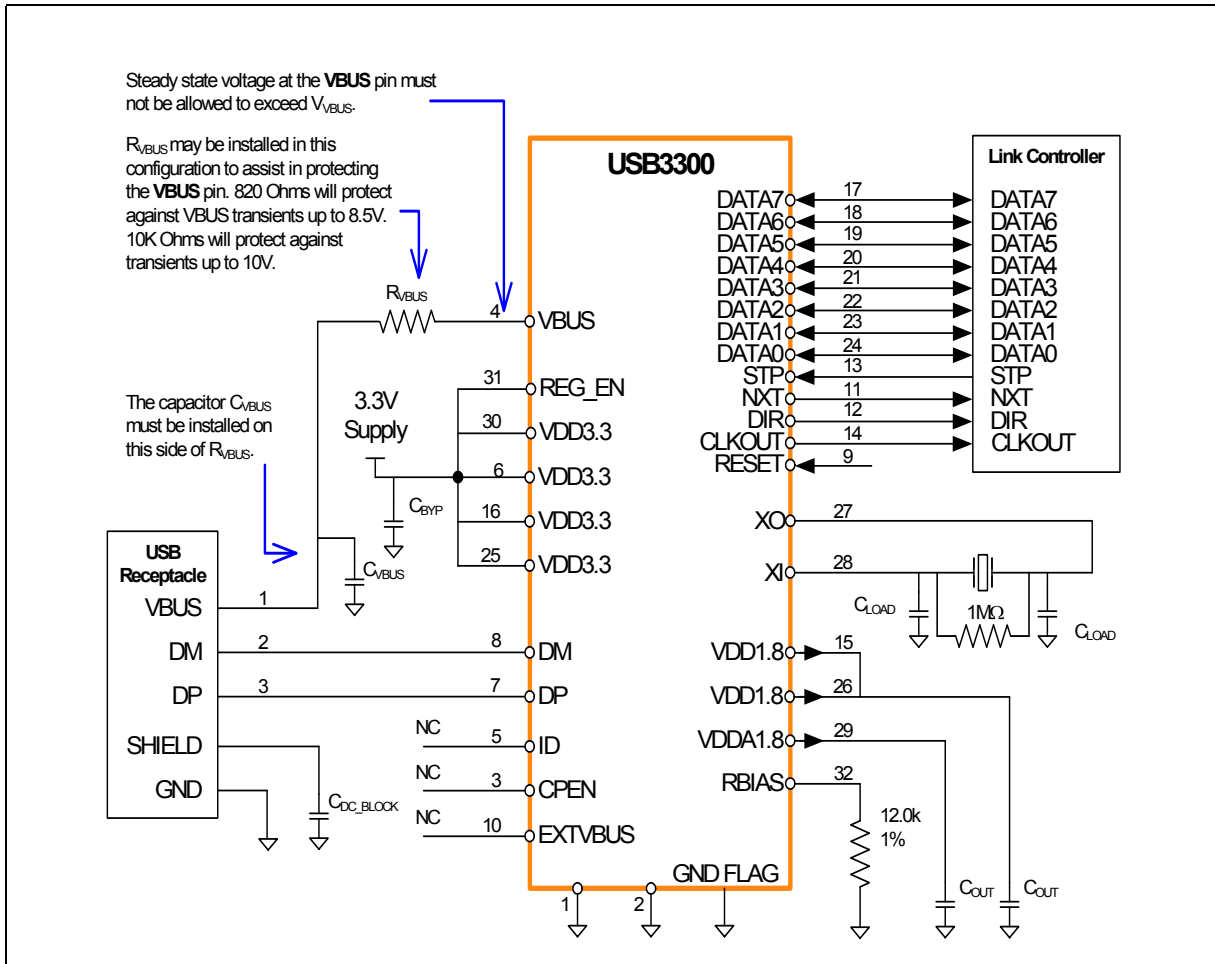 Steady state voltage at the VBUS pin must
not be allowed to exceed VVBUS.
RVBUS may be installed in this
configuration to assist in protecting
the VBUS pin. 820 Ohms will protect
against VBUS transients up to 8.5V.
10K Ohms will protect against
transients up to 10V.
RVBUS
4
VBUS
31
REG_EN
3.3V
Supply
30
VDD3.3
6
VDD3.3
CBYP
16
VDD3.3
25
VDD3.3
The capacitor CVBUS
must be installed on
this side of RVBUS.
CVBUS
USB
Receptacle
VBUS
1
DM
2
8
DM
DP
3
7
DP
SHIELD
GND
CDC_BLOCK
NC
5
ID
NC
3
CPEN
NC
10
EXTVBUS
USB3300
Link Controller
DATA7
17
DATA7
DATA6
18
DATA6
DATA5
19
DATA5
DATA4
20
DATA4
DATA3
21
DATA3
DATA2
22
DATA2
DATA1
23
DATA1
DATA0
24
DATA0
STP
13
STP
NXT
11
NXT
DIR
12
DIR
CLKOUT
14
CLKOUT
RESET
9
XO
27
XI
28
CLOAD
1MΩ
CLOAD
VDD1.8
15
VDD1.8
26
VDDA1.8
29
RBIAS
32
12.0k
1%
COUT
COUT
GND FLAG
1
2